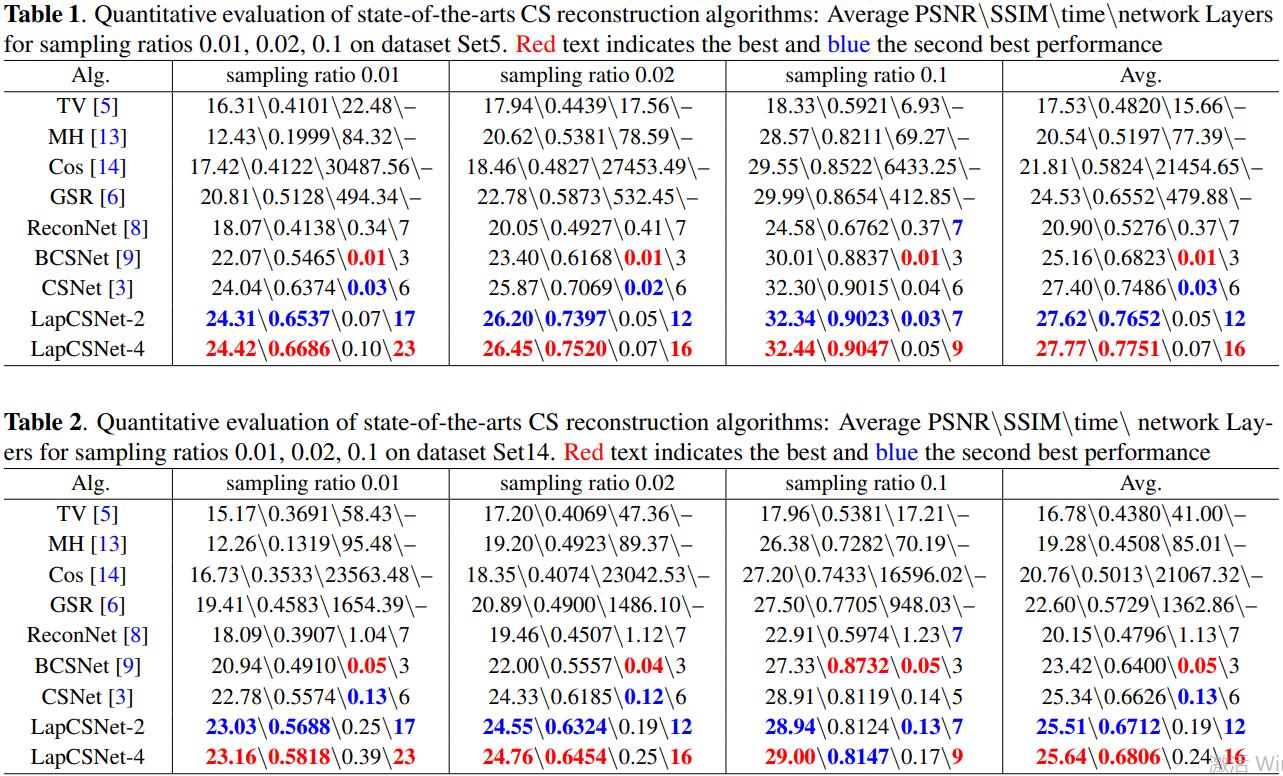 Table 1. Quantitative evaluation of state-of-the-arts CS reconstruction algorithms: Average PSNR\SSIM\time\network Layers
for sampling ratios 0.01, 0.02, 0.1 on dataset Set5. Red text indicates the best and blue the second best performance
Alg. sampling ratio 0.01 sampling ratio 0.02 sampling ratio 0.1 Avg.
TV [5] 16.31\0.4101\22.48\– 17.94\0.4439\17.56\– 18.33\0.5921\6.93\– 17.53\0.4820\15.66\–
MH [13] 12.43\0.1999\84.32\– 20.62\0.5381\78.59\– 28.57\0.8211\69.27\– 20.54\0.5197\77.39\–
Cos [14] 17.42\0.4122\30487.56\– 18.46\0.4827\27453.49\– 29.55\0.8522\6433.25\– 21.81\0.5824\21454.65\–
GSR [6] 20.81\0.5128\494.34\– 22.78\0.5873\532.45\– 29.99\0.8654\412.85\– 24.53\0.6552\479.88\–
ReconNet [8] 18.07\0.4138\0.34\7 20.05\0.4927\0.41\7 24.58\0.6762\0.37\7 20.90\0.5276\0.37\7
BCSNet [9] 22.07\0.5465\0.01\3 23.40\0.6168\0.01\3 30.01\0.8837\0.01\3 25.16\0.6823\0.01\3
CSNet [3] 24.04\0.6374\0.03\6 25.87\0.7069\0.02\6 32.30\0.9015\0.04\6 27.40\0.7486\0.03\6
LapCSNet-2 24.31\0.6537\0.07\17 26.20\0.7397\0.05\12 32.34\0.9023\0.03\7 27.62\0.7652\0.05\12
LapCSNet-4 24.42\0.6686\0.10\23 26.45\0.7520\0.07\16 32.44\0.9047\0.05\9 27.77\0.7751\0.07\16
Table 2. Quantitative evaluation of state-of-the-arts CS reconstruction algorithms: Average PSNR\SSIM\time\ network Lay-
ers for sampling ratios 0.01, 0.02, 0.1 on dataset Set14. Red text indicates the best and blue the second best performance
Alg. sampling ratio 0.01 sampling ratio 0.02 sampling ratio 0.1 Avg.
TV [5] 15.17\0.3691\58.43\– 17.20\0.4069\47.36\– 17.96\0.5381\17.21\– 16.78\0.4380\41.00\–
MH [13] 12.26\0.1319\95.48\– 19.20\0.4923\89.37\– 26.38\0.7282\70.19\– 19.28\0.4508\85.01\–
Cos [14] 16.73\0.3533\23563.48\– 18.35\0.4074\23042.53\– 27.20\0.7433\16596.02\– 20.76\0.5013\21067.32\–
GSR [6] 19.41\0.4583\1654.39\– 20.89\0.4900\1486.10\– 27.50\0.7705\948.03\– 22.60\0.5729\1362.86\–
ReconNet [8] 18.09\0.3907\1.04\7 19.46\0.4507\1.12\7 22.91\0.5974\1.23\7 20.15\0.4796\1.13\7
BCSNet [9] 20.94\0.4910\0.05\3 22.00\0.5557\0.04\3 27.33\0.8732\0.05\3 23.42\0.6400\0.05\3
CSNet [3] 22.78\0.5574\0.13\6 24.33\0.6185\0.12\6 28.91\0.8119\0.14\5 25.34\0.6626\0.13\6
LapCSNet-2 23.03\0.5688\0.25\17 24.55\0.6324\0.19\12 28.94\0.8124\0.13\7 25.51\0.6712\0.19\12
LapCSNet-4 23.16\0.5818\0.39\23 24.76\0.6454\0.25\16 29.00\0.8147\0.17\9 25.64\0.6806\0.24\16
激活 Wi